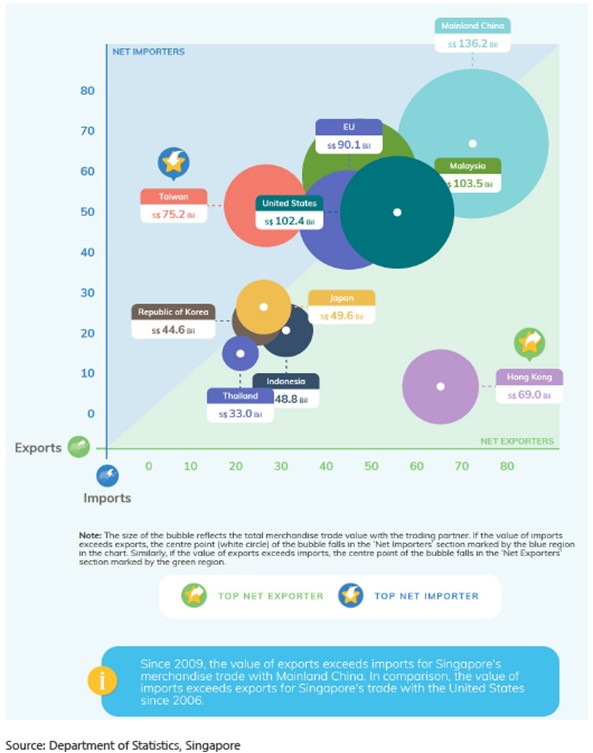 Mainland China
S$ 136.2 Bil
NET IMPORTERS
80
70
60
50
40
30
20
10
0
EU
S$ 90.1 Bil
Malaysia
103.5 Bil
Taiwan
S$ 75.2 Bil
United States
S$ 102.4 Bil
Japan
S$ 49.6 Bil
Republic of Korea
S$ 44.6 Bil
Indonesia
48.8 Bil
Thailand
S$ 33.0 Bil
Hong Kong
S$ 69.0 Bil
NET EXPORTERS
Exports
0 10 20 30 40 50 60 70 80
Imports
Note: The size of the bubble reflects the total merchandise trade value with the trading partner. If the value of imports
exceeds exports, the centre point (white circle) of the bubble falls in the 'Net Importers' section marked by the blue region
in the chart. Similarly, if the value of exports exceeds imports, the centre point of the bubble falls in the 'Net Exporters'
section marked by the green region.
TOP NET EXPORTER TOP NET IMPORTER
i
Since 2009, the value of exports exceeds imports for Singapore's
merchandise trade with Mainland China. In comparison, the value of
imports exceeds exports for Singapore's trade with the United States
since 2006.
Source: Department of Statistics, Singapore